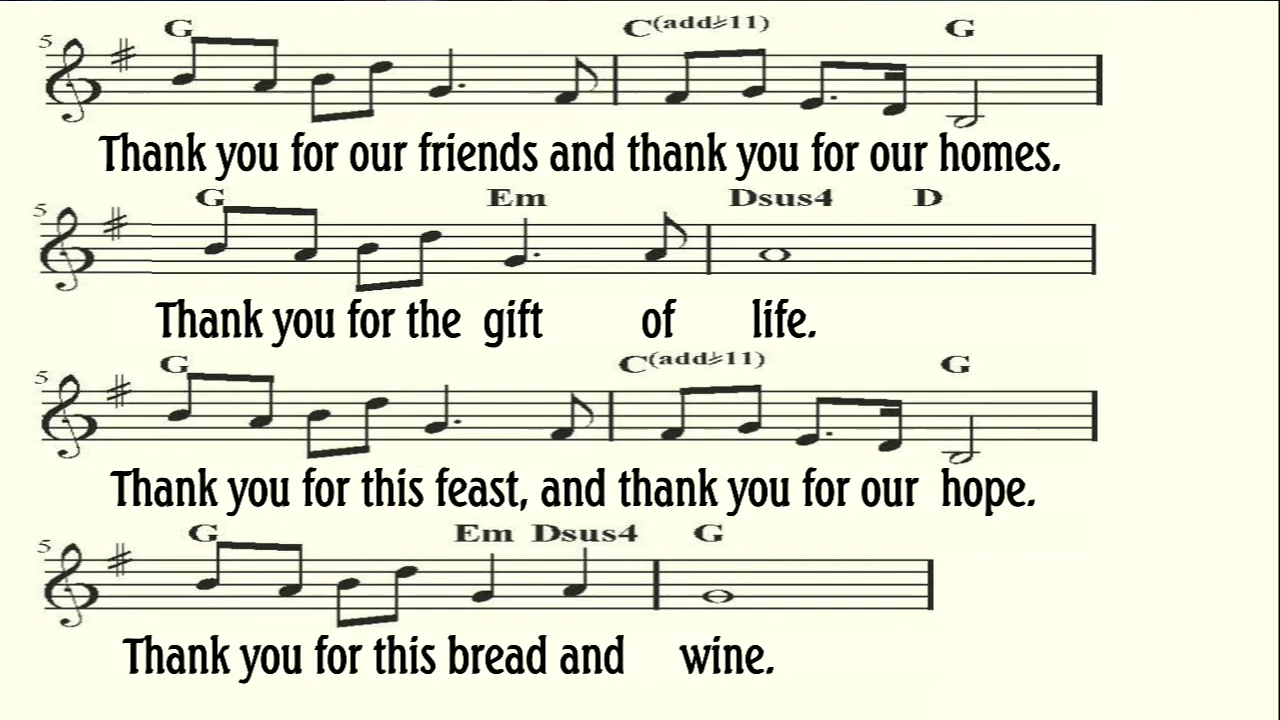 G C(add♯11) G
5
Thank you for our friends and thank you for our homes.
G Em Dsus4 D
5
Thank you for the gift of life.
G C(add♯11) G
5
Thank you for this feast, and thank you for our hope.
G Em Dsus4 G
5
Thank you for this bread and wine.